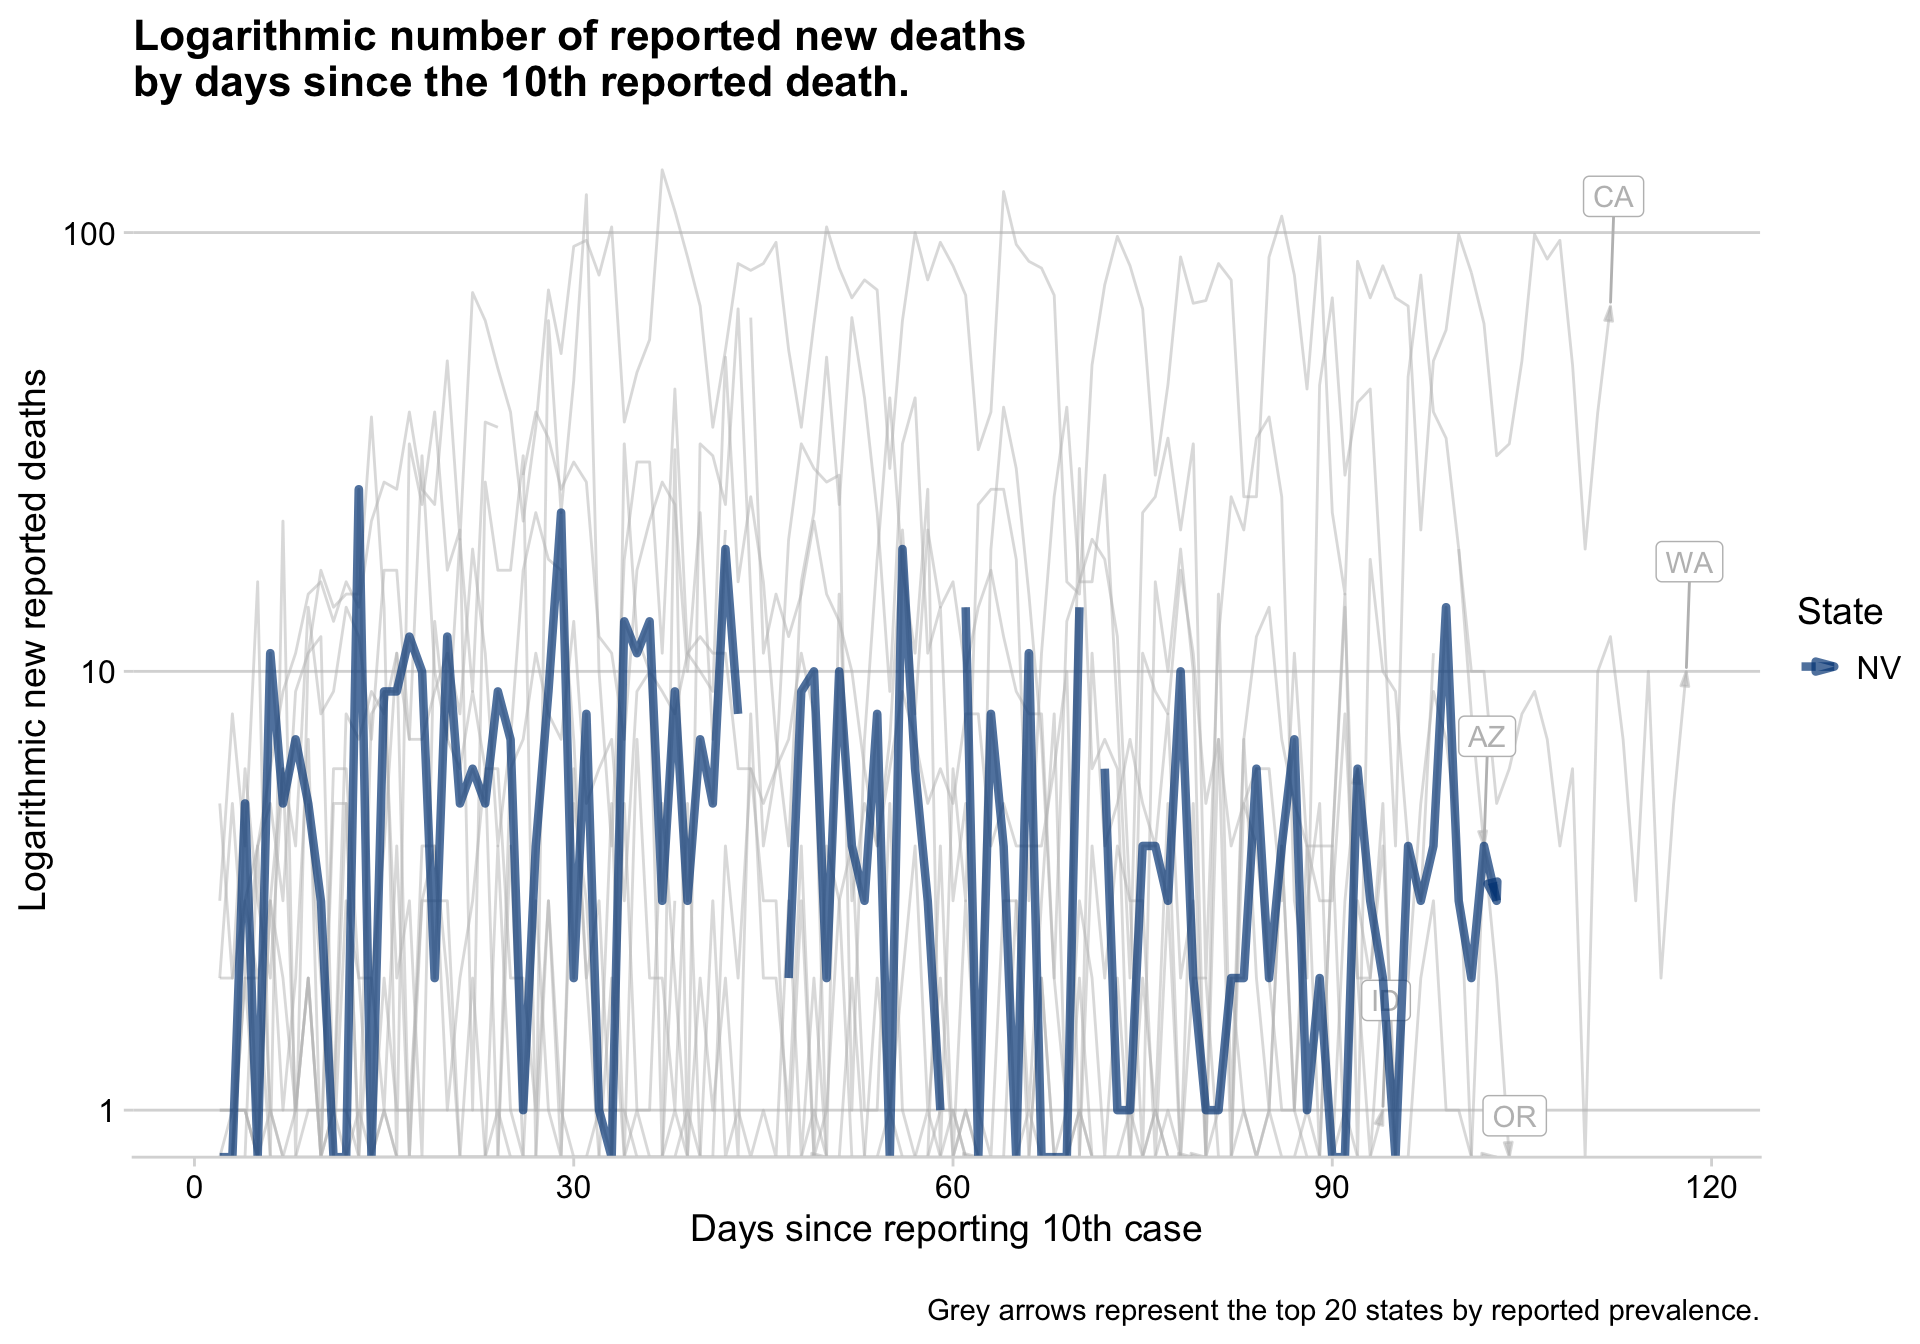 Logarithmic number of reported new deaths
by days since the 10th reported death.
Logarithmic new reported deaths
100
10
1
CA
WA
AZ
ID
OR
State
NV
0
30
60
90
120
Days since reporting 10th case
Grey arrows represent the top 20 states by reported prevalence.